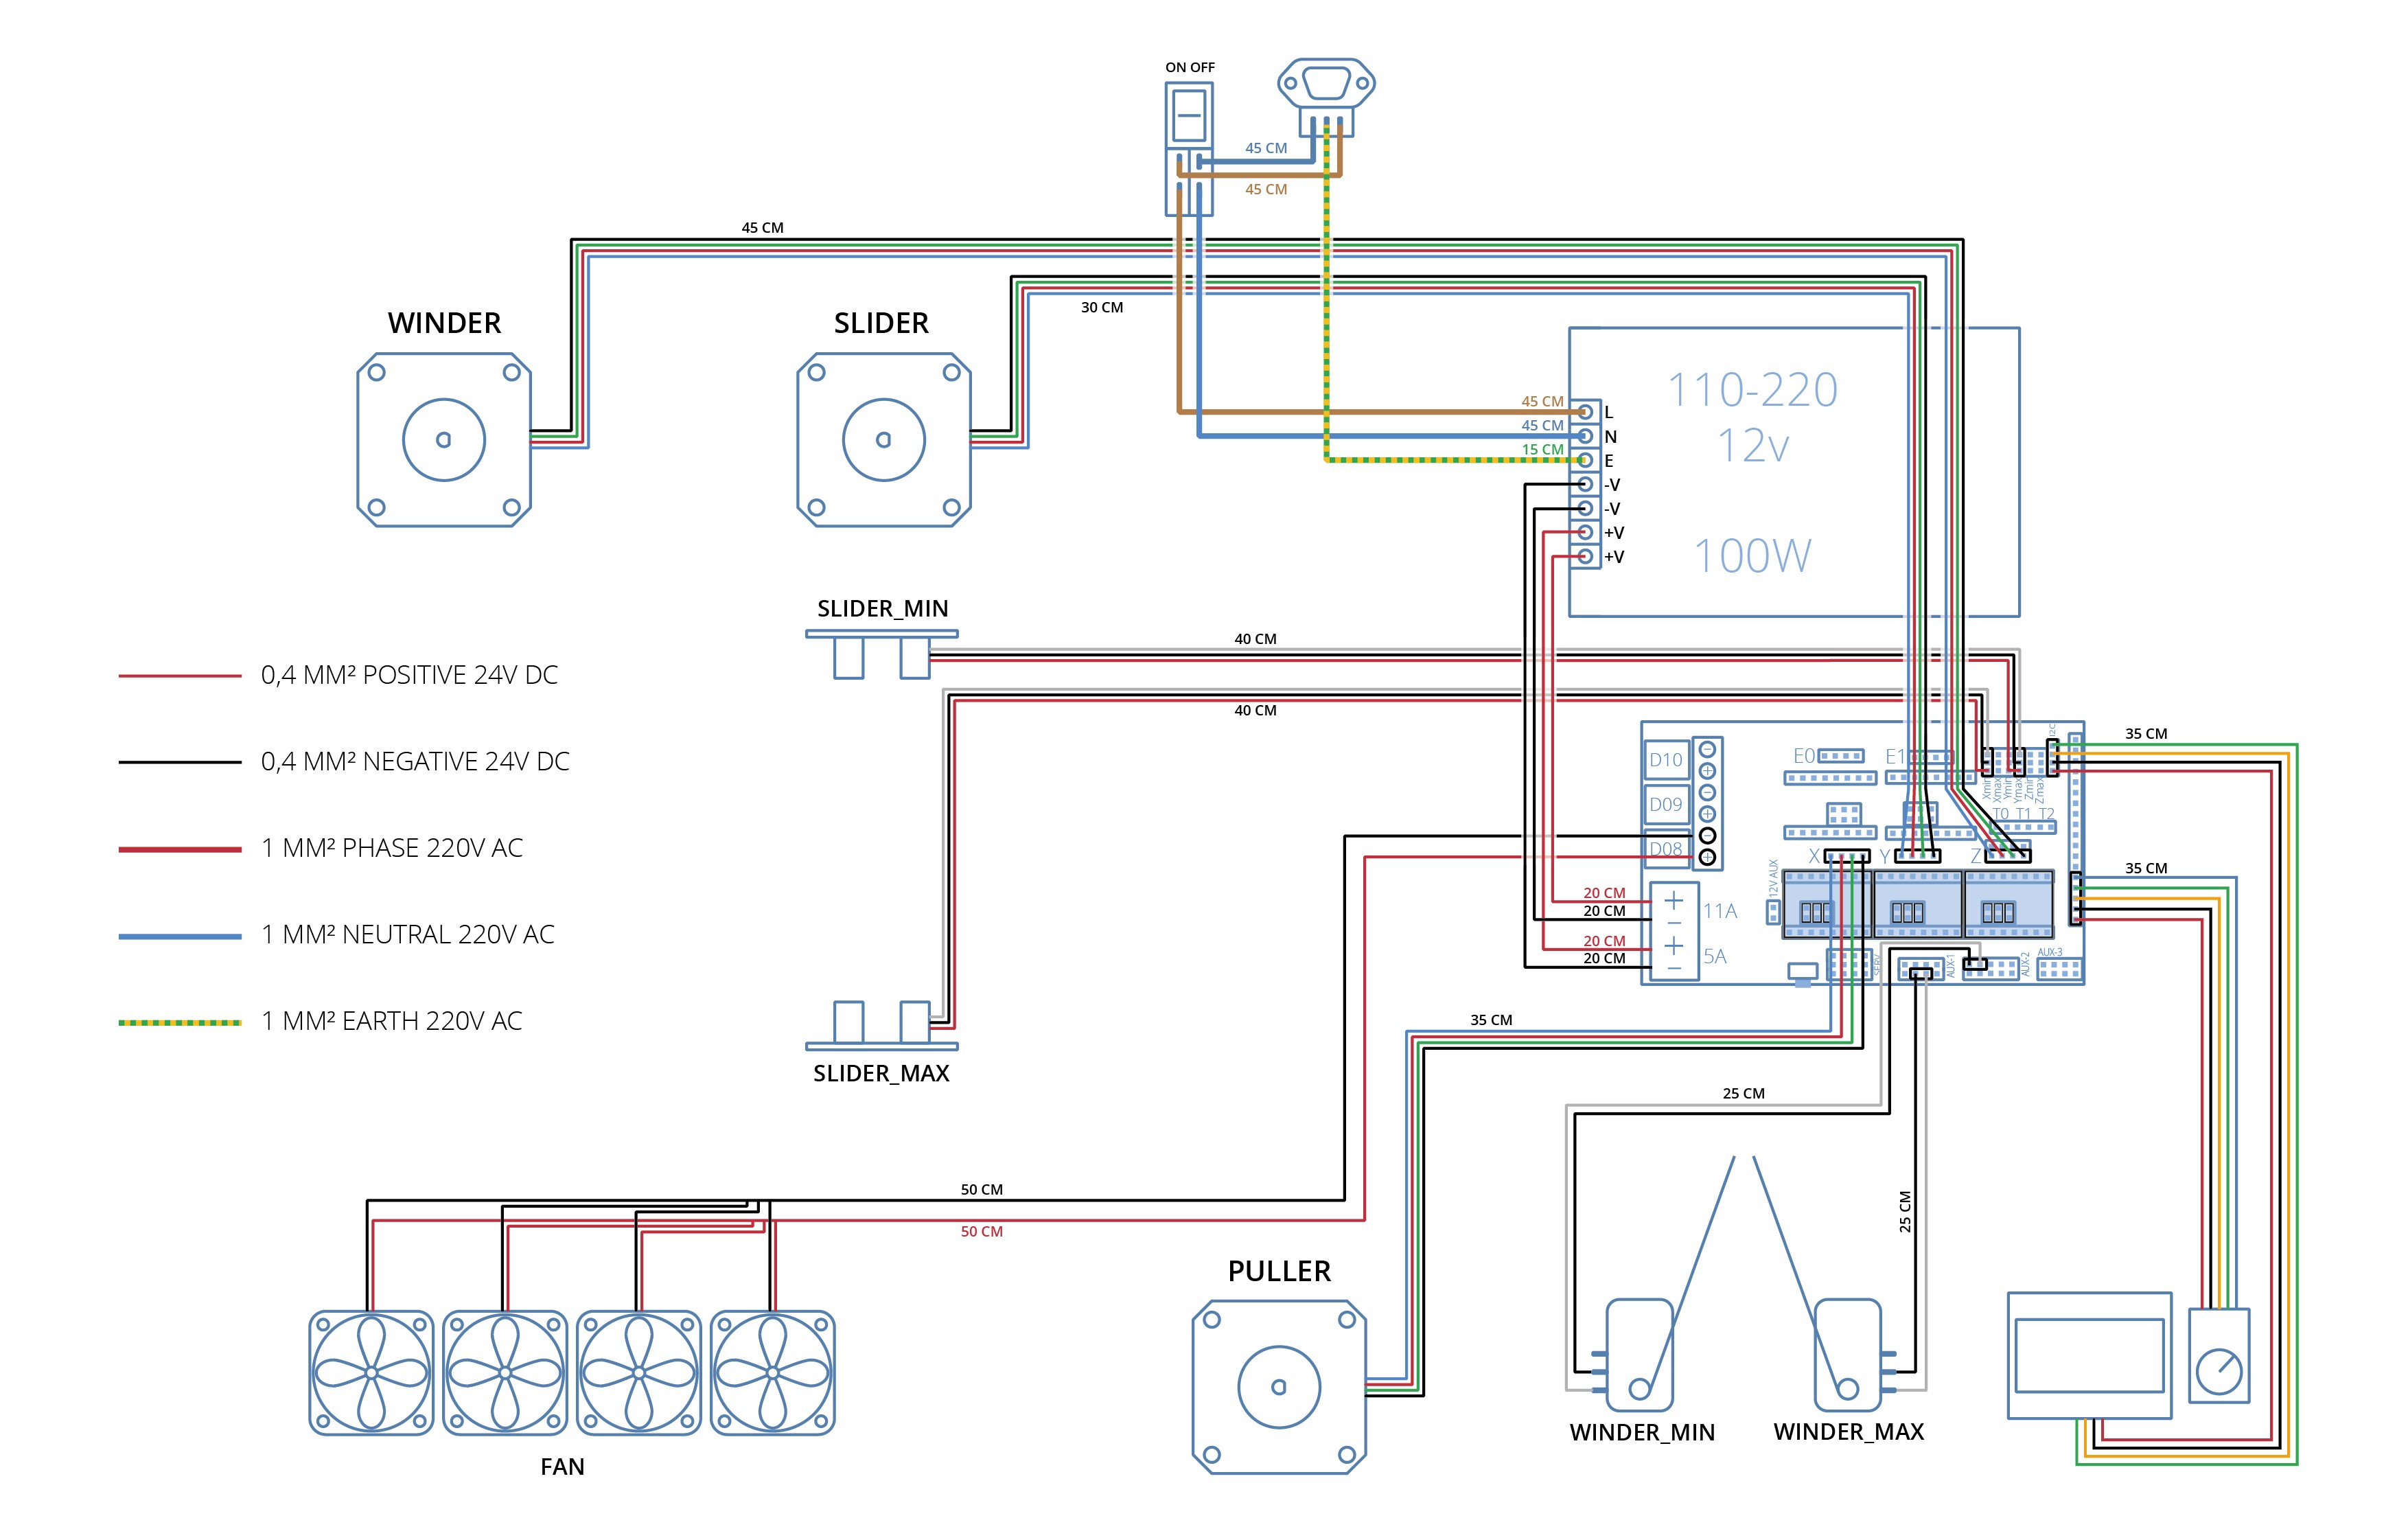 ON OFF
45 CM
45 CM
45 CM
30 CM
WINDER
SLIDER
110-220
12v
100W
45 CM
L
45 CM
N
15 CM
E
-V
-V
+V
+V
SLIDER_MIN
40 CM
40 CM
0,4 MM² POSITIVE 24V DC
0,4 MM² NEGATIVE 24V DC
1 MM² PHASE 220V AC
1 MM² NEUTRAL 220V AC
1 MM² EARTH 220V AC
SLIDER_MAX
I2C
35 CM
D10
E0
E1
D09
Xmin
Xmax
Ymin
Ymax
Zmin
Zmax
T0 T1 T2
D08
X
Y
Z
12V AUX
35 CM
20 CM
+
11A
20 CM
−
20 CM
+
5A
20 CM
−
SERV
AUX-1
AUX-2
AUX-3
35 CM
25 CM
25 CM
50 CM
50 CM
PULLER
FAN
WINDER_MIN
WINDER_MAX